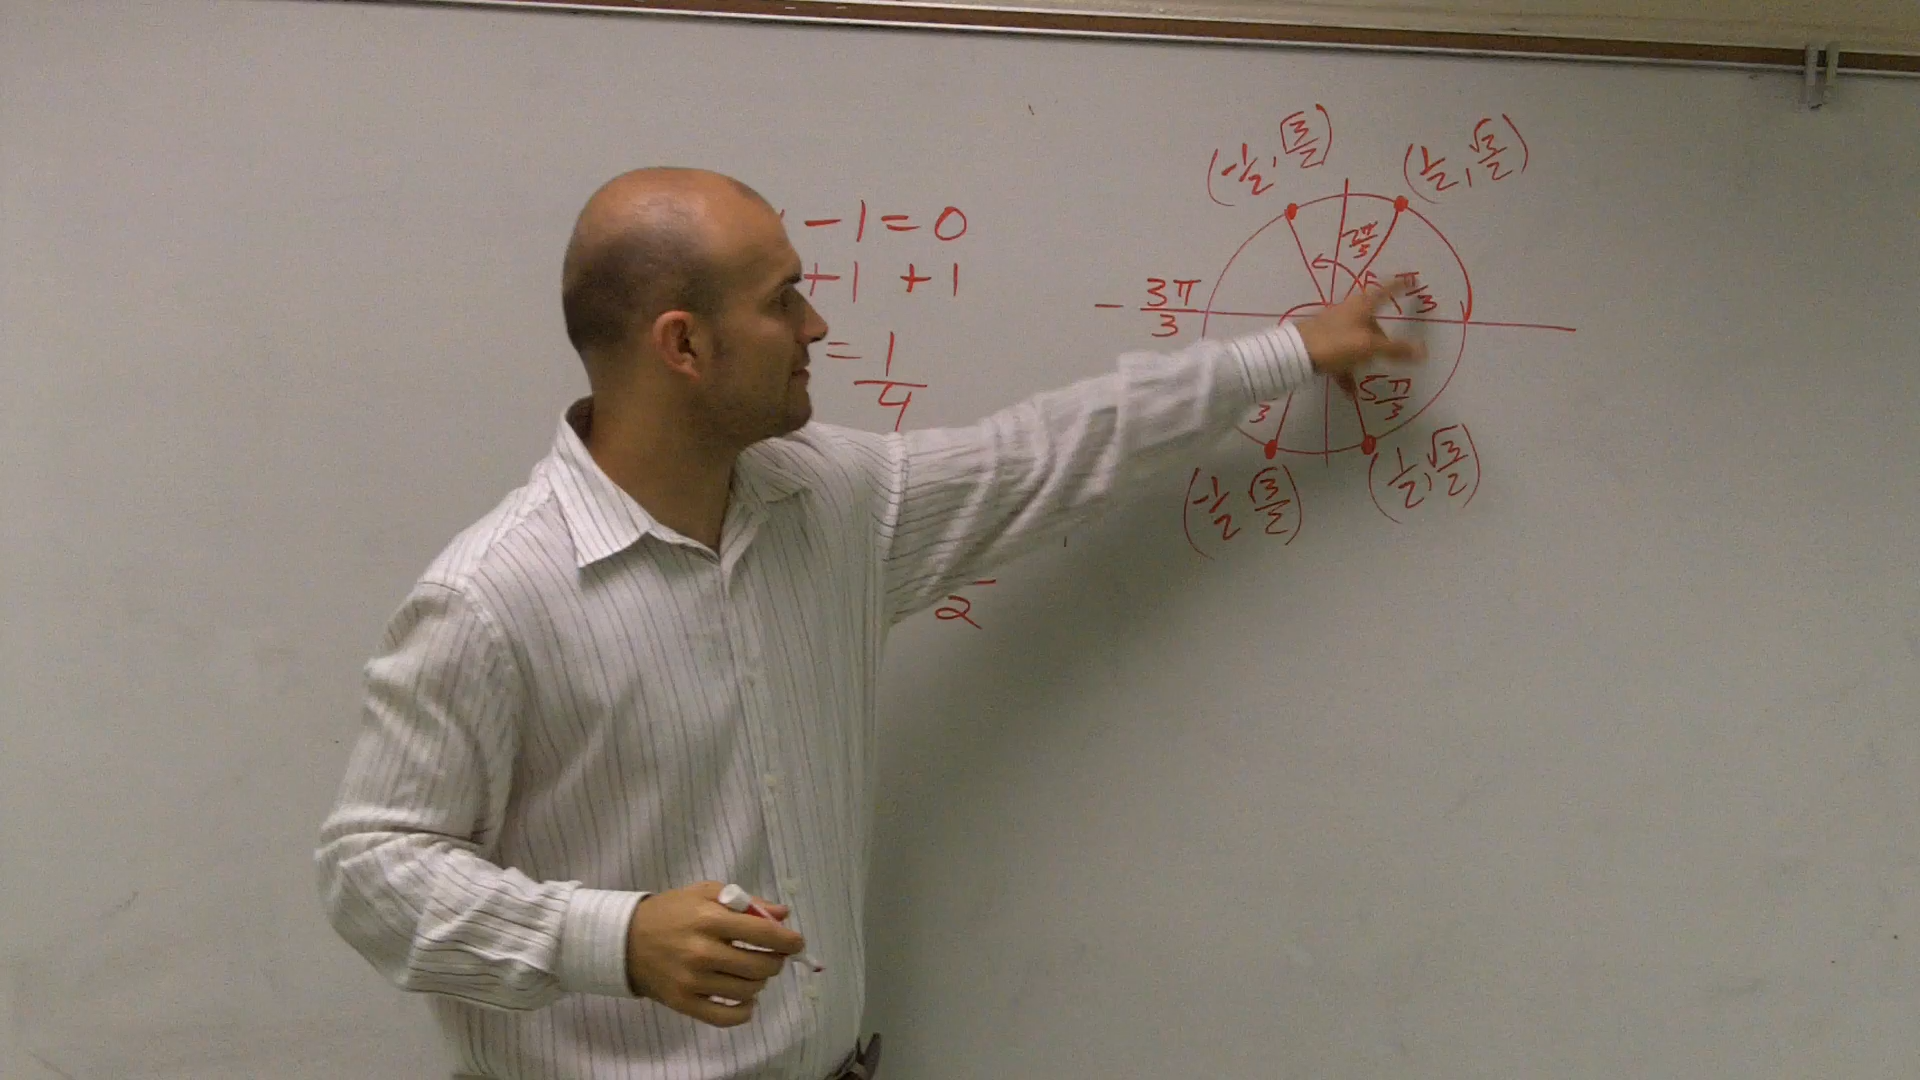 - 1 = 0
+ 1 + 1
= 1/4
2
(-1/2, √3/2)
(1/2, √3/2)
2π/3
π/3
- 3π/3
3
5π/3
(-1/2 √3/2)
(1/2, √3/2)